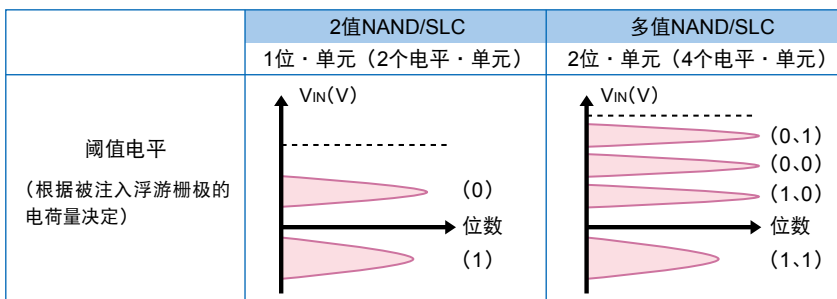 2值NAND/SLC
多值NAND/SLC
1位·单元（2个电平·单元）
2位·单元（4个电平·单元）
阈值电平
（根据被注入浮游栅极的
电荷量决定）
VIN(V)
(0)
位数
(1)
VIN(V)
(0、1)
(0、0)
(1、0)
位数
(1、1)